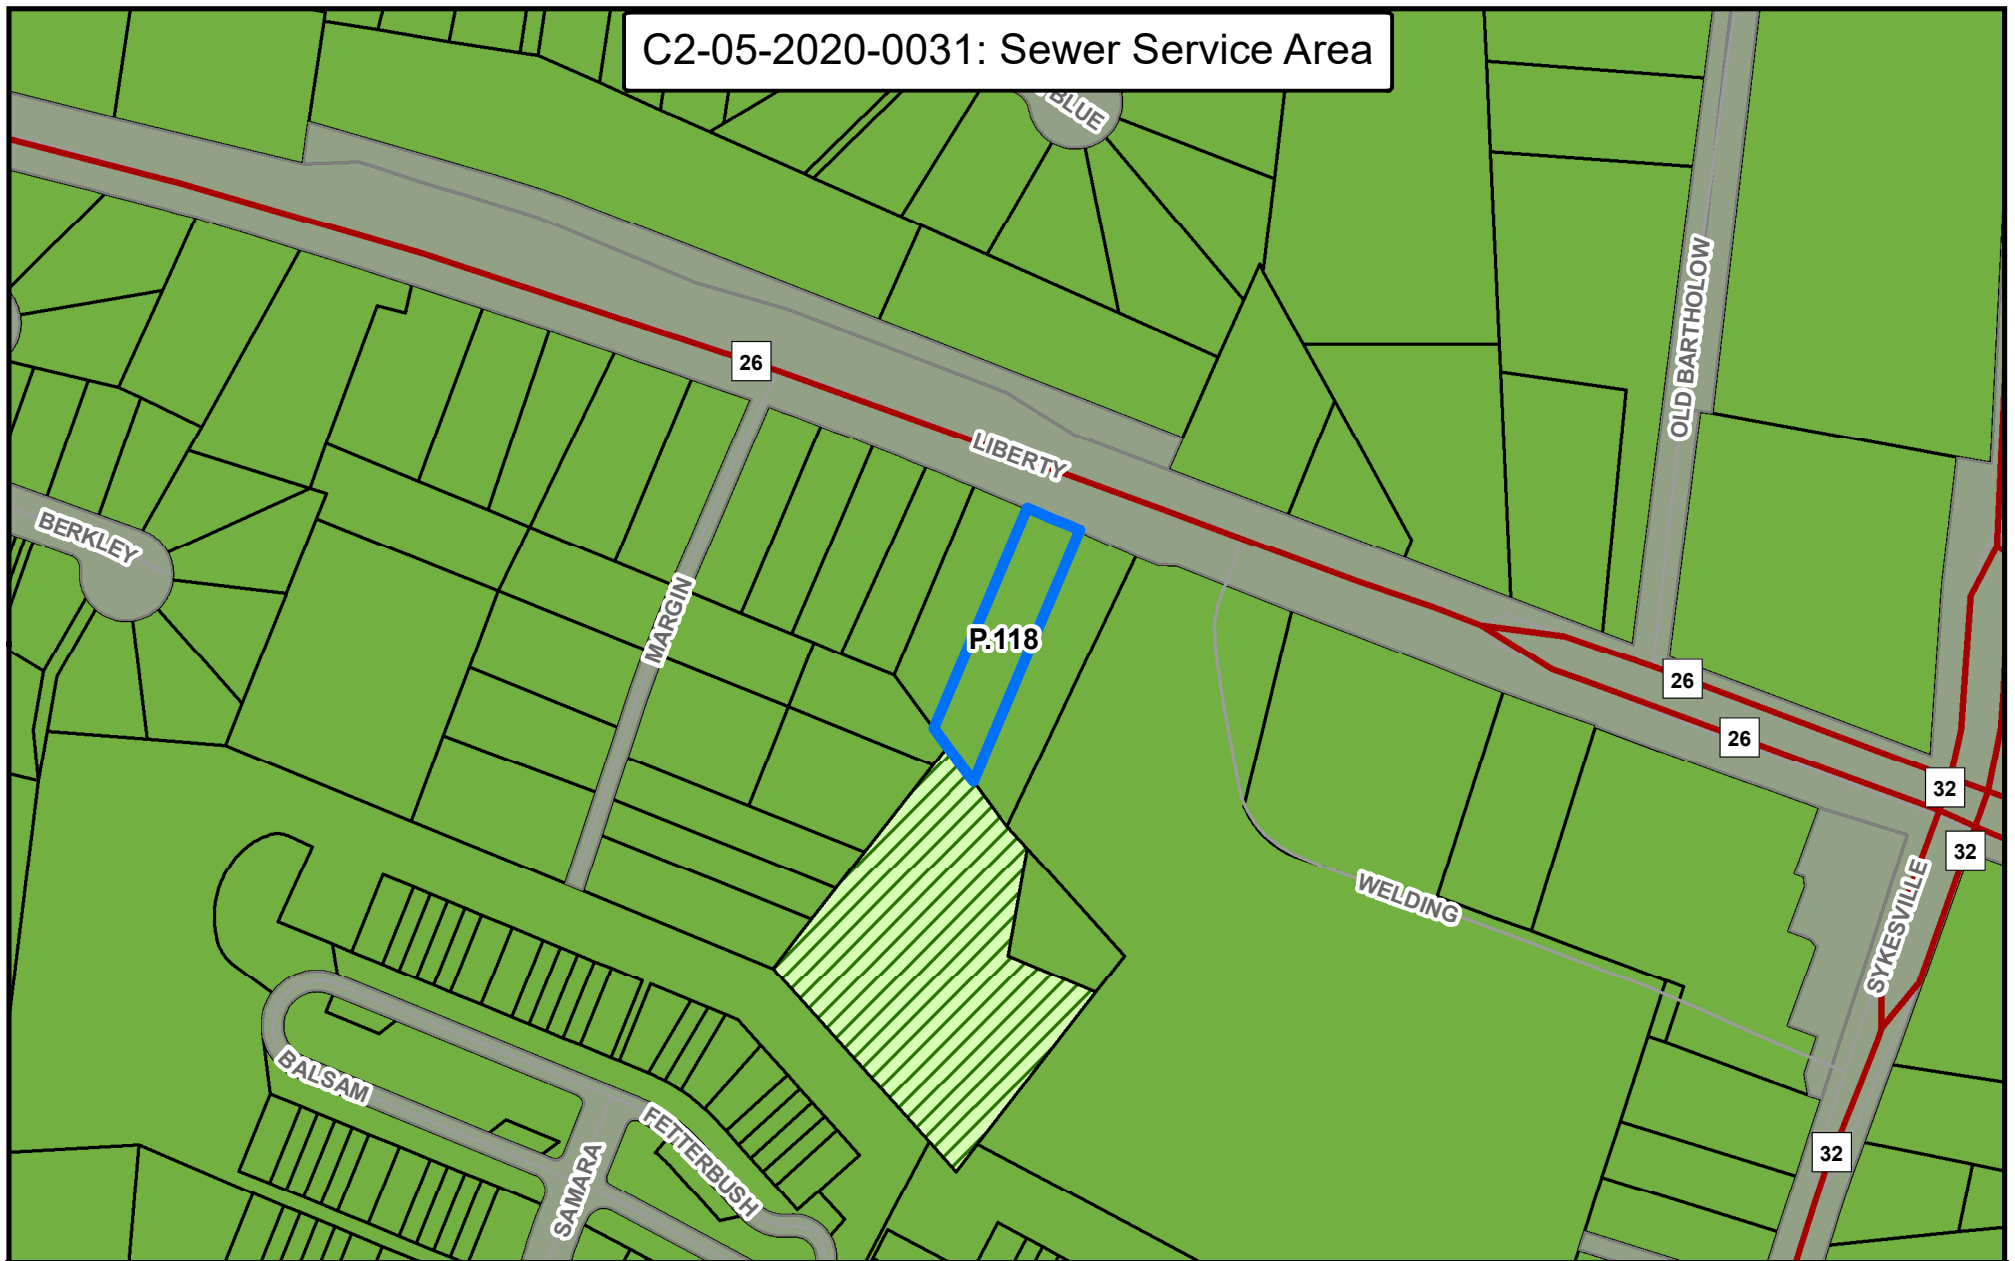 C2-05-2020-0031: Sewer Service Area
BLUE
OLD BARTHOLOW
26
LIBERTY
BERKLEY
MARGIN
P.118
26
26
32
32
WELDING
SYKESVILLE
BALSAM
FETTERBUSH
SAMARA
32